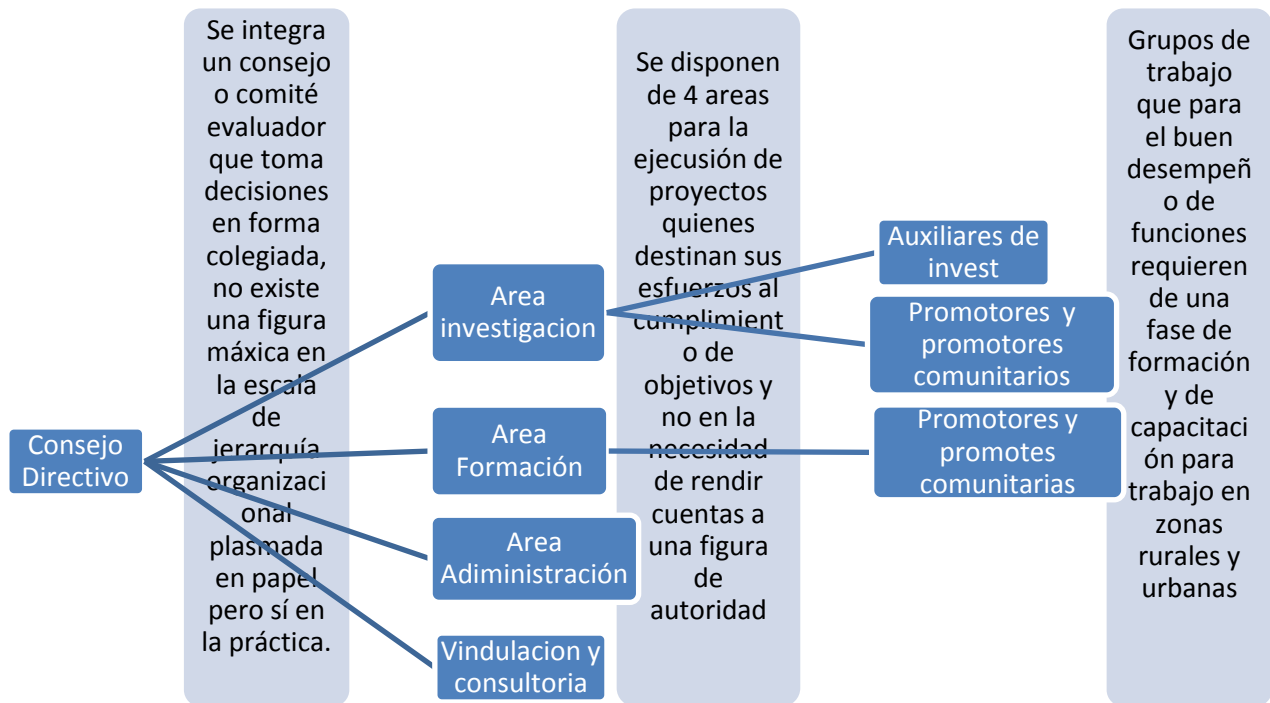 Consejo
Directivo
Se integra
un consejo
o comité
evaluador
que toma
decisiones
en forma
colegiada,
no existe
una figura
máxica en
la escala
de
jerarquía
organizaci
onal
plasmada
en papel
pero sí en
la práctica.
Area
investigacion
Area
Formación
Area
Adiministración
Vindulacion y
consultoria
Se disponen
de 4 areas
para la
ejecución de
proyectos
quienes
destinan sus
esfuerzos al
cumplimient
o de
objetivos y
no en la
necesidad
de rendir
cuentas a
una figura
de
autoridad
Auxiliares de
invest
Promotores y
promotores
comunitarios
Promotores y
promotes
comunitarias
Grupos de
trabajo
que para
el buen
desempeñ
o de
funciones
requieren
de una
fase de
formación
y de
capacitaci
ón para
trabajo en
zonas
rurales y
urbanas